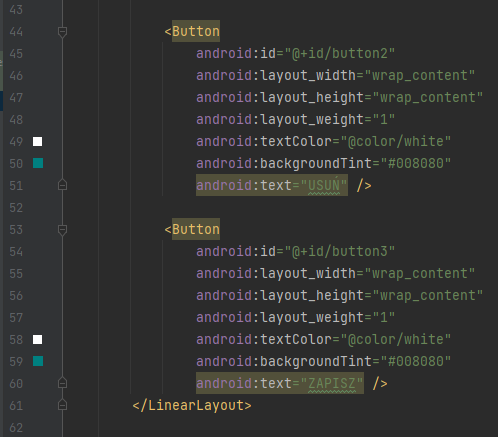 43
44 <Button
45 android:id="@+id/button2"
46 android:layout_width="wrap_content"
47 android:layout_height="wrap_content"
48 android:layout_weight="1"
49 android:textColor="@color/white"
50 android:backgroundTint="#008080"
51 android:text="USUŃ" />
52
53 <Button
54 android:id="@+id/button3"
55 android:layout_width="wrap_content"
56 android:layout_height="wrap_content"
57 android:layout_weight="1"
58 android:textColor="@color/white"
59 android:backgroundTint="#008080"
60 android:text="ZAPISZ" />
61 </LinearLayout>
62